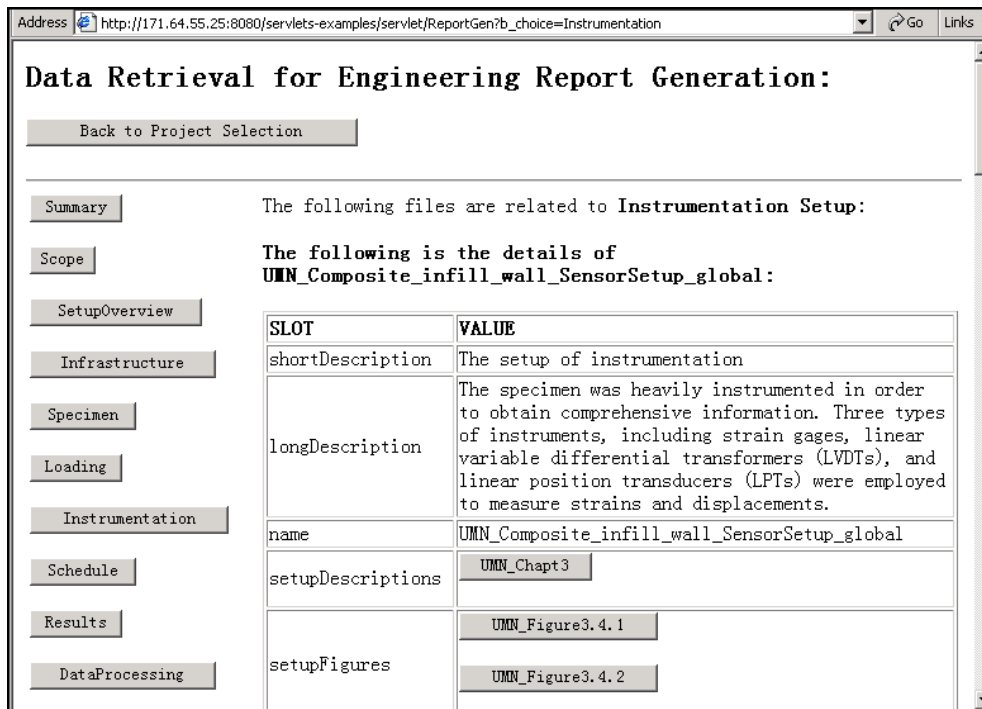 Address http://171.64.55.25:8080/servlets-examples/servlet/ReportGen?b_choice=Instrumentation Go Links
Data Retrieval for Engineering Report Generation:
Back to Project Selection
Summary
Scope
SetupOverview
Infrastructure
Specimen
Loading
Instrumentation
Schedule
Results
DataProcessing
The following files are related to Instrumentation Setup:
The following is the details of
UMN_Composite_infill_wall_SensorSetup_global:
SLOT VALUE
shortDescription The setup of instrumentation
longDescription
The specimen was heavily instrumented in order
to obtain comprehensive information. Three types
of instruments, including strain gages, linear
variable differential transformers (LVDTs), and
linear position transducers (LPTs) were employed
to measure strains and displacements.
name UMN_Composite_infill_wall_SensorSetup_global
setupDescriptions UMN_Chapt3
setupFigures
UMN_Figure3.4.1
UMN_Figure3.4.2